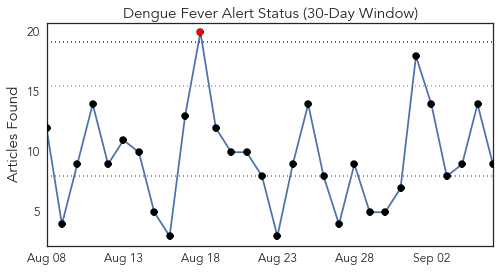 Dengue Fever Alert Status (30-Day Window)
Articles Found
20
15
10
5
Aug 08 Aug 13 Aug 18 Aug 23 Aug 28 Sep 02